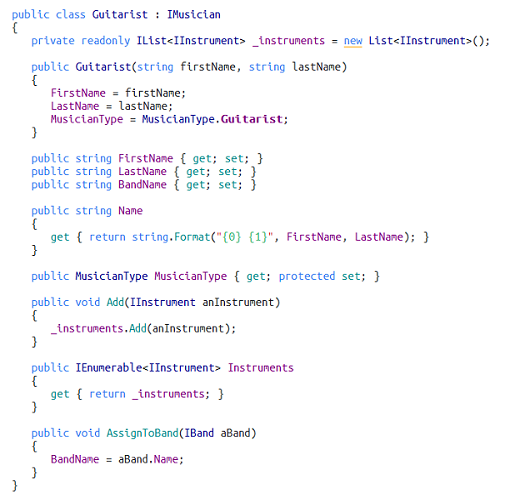 public class Guitarist : IMusician
{
    private readonly IList<IInstrument> _instruments = new List<IInstrument>();

    public Guitarist(string firstName, string lastName)
    {
        FirstName = firstName;
        LastName = lastName;
        MusicianType = MusicianType.Guitarist;
    }

    public string FirstName { get; set; }
    public string LastName { get; set; }
    public string BandName { get; set; }

    public string Name
    {
        get { return string.Format("{0} {1}", FirstName, LastName); }
    }

    public MusicianType MusicianType { get; protected set; }

    public void Add(IInstrument anInstrument)
    {
        _instruments.Add(anInstrument);
    }

    public IEnumerable<IInstrument> Instruments
    {
        get { return _instruments; }
    }

    public void AssignToBand(IBand aBand)
    {
        BandName = aBand.Name;
    }
}